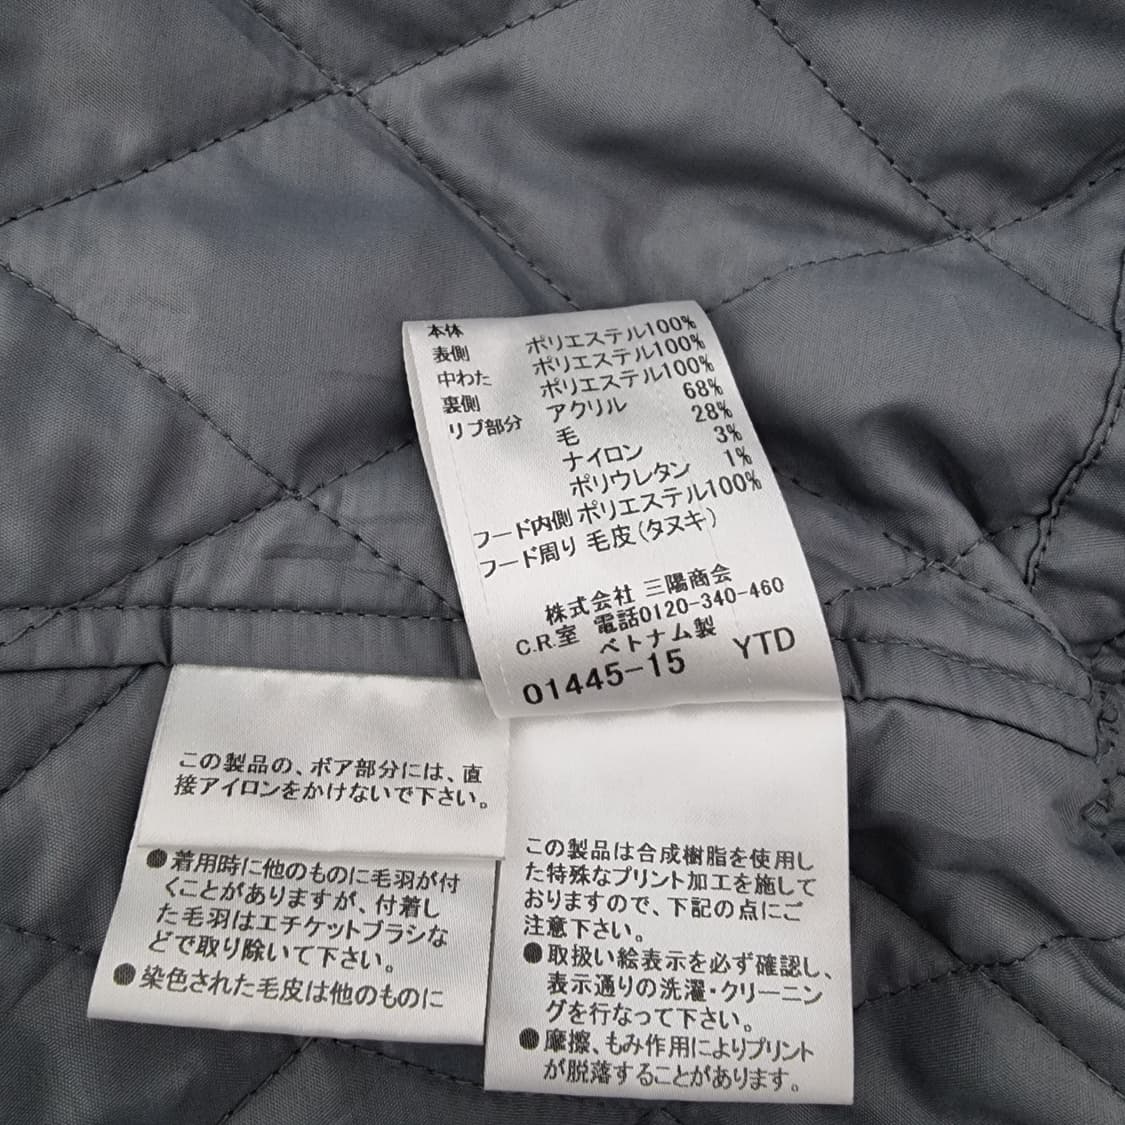 本体
表側 ポリエステル100%
中わた ポリエステル100%
裏側 ポリエステル100%
リブ部分 アクリル 68%
毛 28%
ナイロン 3%
ポリウレタン 1%
フード内側 ポリエステル100%
フード周り 毛皮(タヌキ)
株式会社 三陽商会
C.R.室 電話0120-340-460
ベトナム製
01445-15 YTD
この製品の、ボア部分には、直
接アイロンをかけないで下さい。
●着用時に他のものに毛羽が付
くことがありますが、付着し
た毛羽はエチケットブラシな
どで取り除いて下さい。
●染色された毛皮は他のものに
この製品は合成樹脂を使用し
た特殊なプリント加工を施して
おりますので、下記の点にご
注意下さい。
●取扱い絵表示を必ず確認し、
表示通りの洗濯・クリーニン
グを行なって下さい。
●摩擦、もみ作用によりプリント
が脱落することがあります。